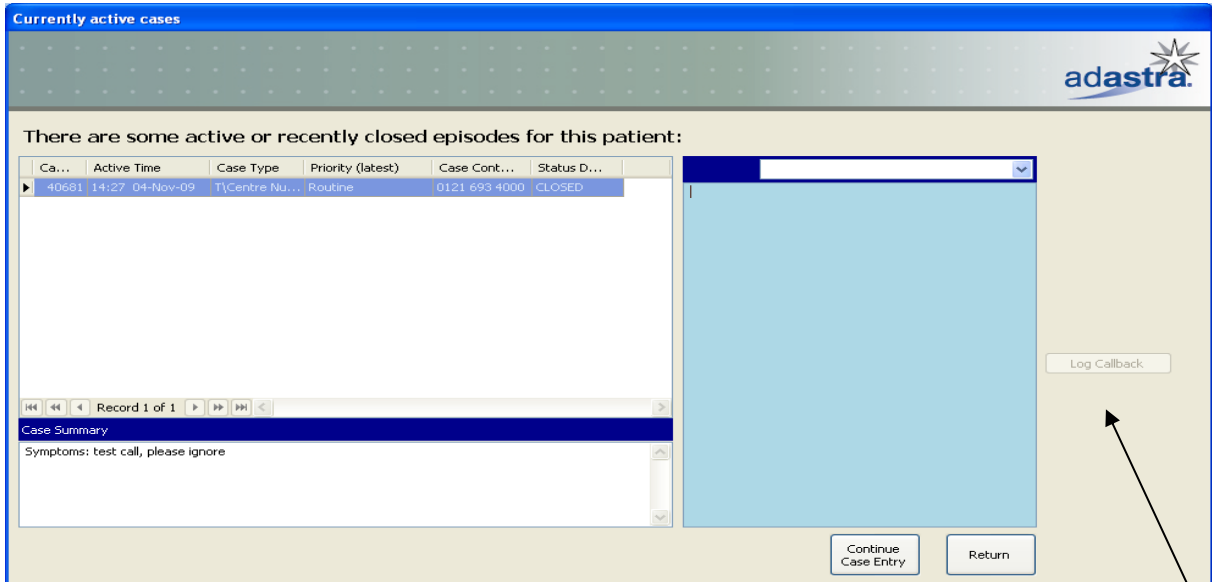 Currently active cases
adastra.
There are some active or recently closed episodes for this patient:
Ca... Active Time Case Type Priority (latest) Case Cont... Status D...
40681 14:27 04-Nov-09 T\Centre Nu... Routine 0121 693 4000 CLOSED
Log Callback
Record 1 of 1
Case Summary
Symptoms: test call, please ignore
Continue
Case Entry
Return